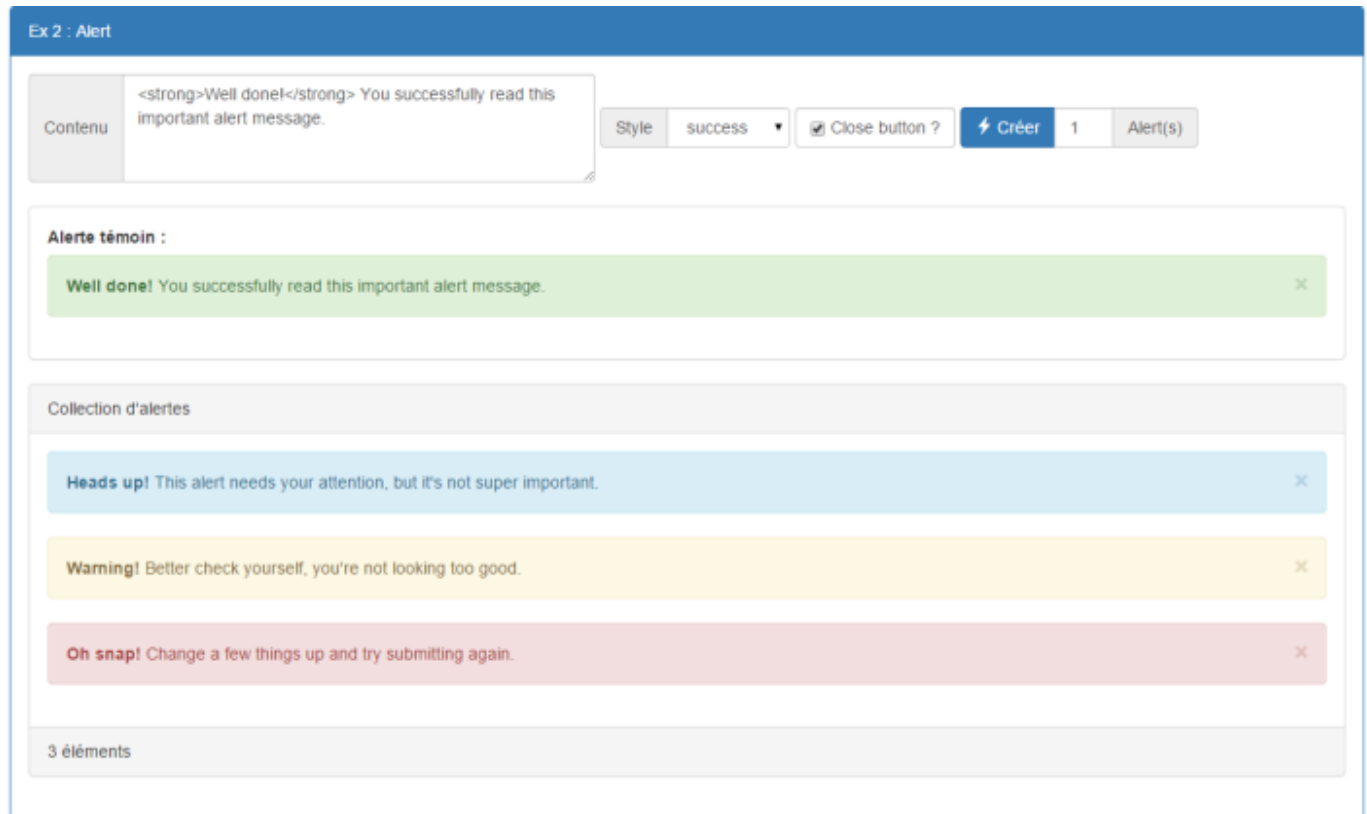 Ex 2 : Alert
<strong>Well done!</strong> You successfully read this
important alert message.
Contenu
Style success Close button ? Créer 1 Alert(s)
Alerte témoin :
Well done! You successfully read this important alert message. ×
Collection d'alertes
Heads up! This alert needs your attention, but it's not super important. ×
Warning! Better check yourself, you're not looking too good. ×
Oh snap! Change a few things up and try submitting again. ×
3 éléments